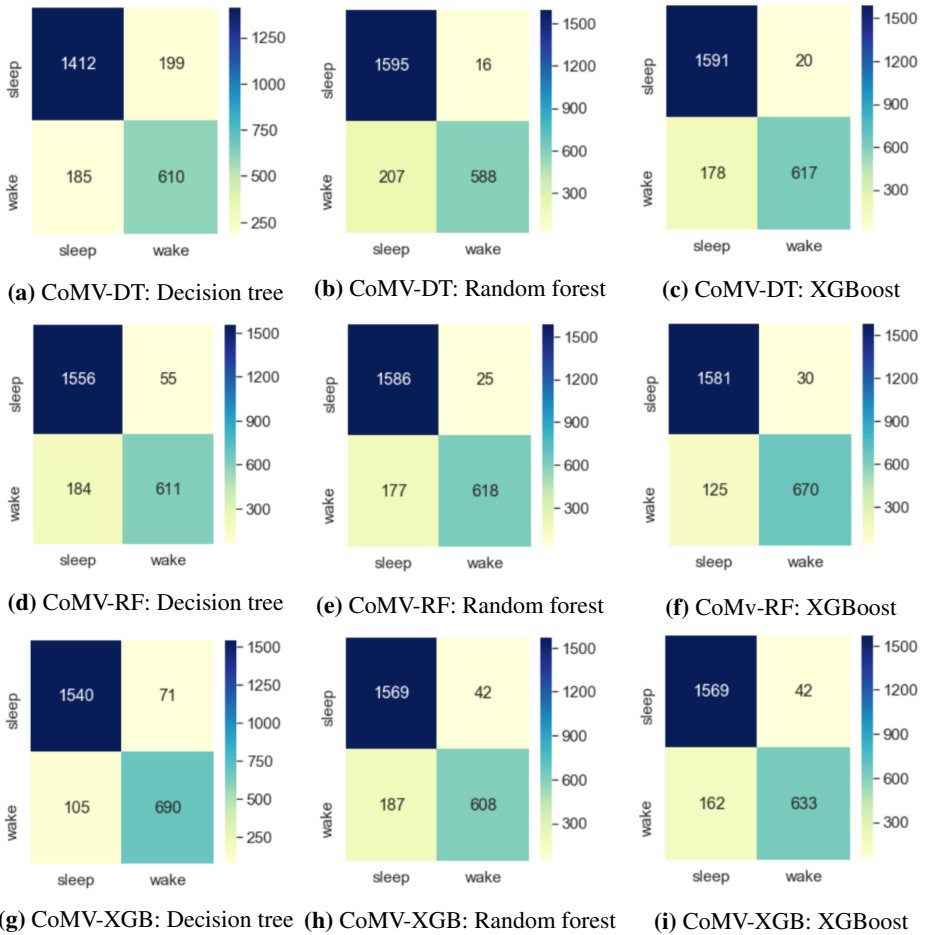 sleep
1412 199
wake
185 610
sleep wake
1250
1000
750
500
250
(a) CoMV-DT: Decision tree
sleep
1595 16
wake
207 588
sleep wake
1500
1200
900
600
300
(b) CoMV-DT: Random forest
sleep
1591 20
wake
178 617
sleep wake
1500
1200
900
600
300
(c) CoMV-DT: XGBoost
sleep
1556 55
wake
184 611
sleep wake
1500
1200
900
600
300
(d) CoMV-RF: Decision tree
sleep
1586 25
wake
177 618
sleep wake
1500
1200
900
600
300
(e) CoMV-RF: Random forest
sleep
1581 30
wake
125 670
sleep wake
1500
1200
900
600
300
(f) CoMv-RF: XGBoost
sleep
1540 71
wake
105 690
sleep wake
1500
1250
1000
750
500
250
(g) CoMV-XGB: Decision tree
sleep
1569 42
wake
187 608
sleep wake
1500
1200
900
600
300
(h) CoMV-XGB: Random forest
sleep
1569 42
wake
162 633
sleep wake
1500
1200
900
600
300
(i) CoMV-XGB: XGBoost